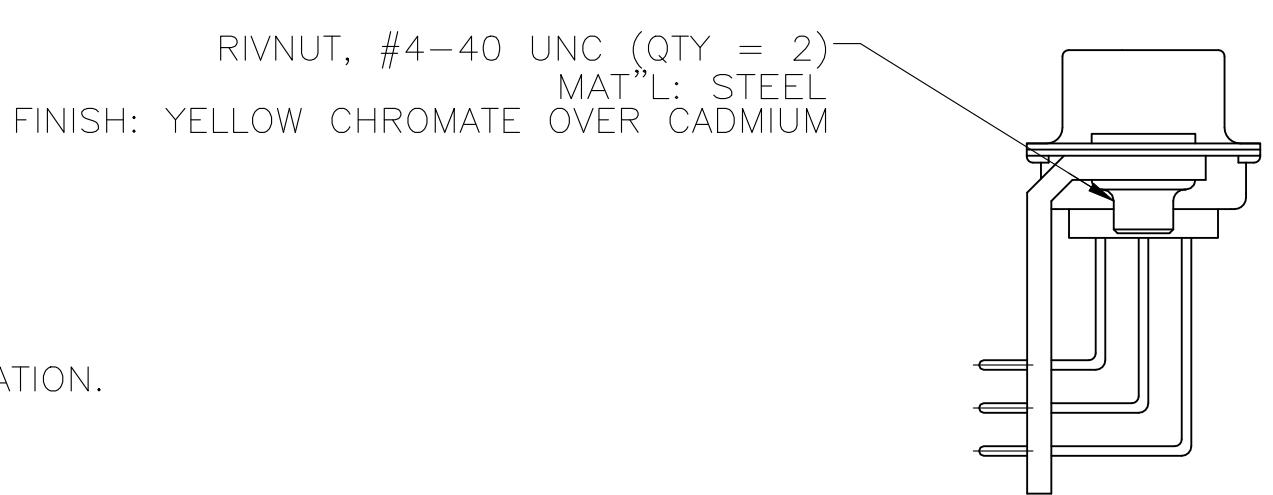 RIVNUT, #4-40 UNC (QTY = 2)
MAT"L: STEEL
FINISH: YELLOW CHROMATE OVER CADMIUM
ATION.